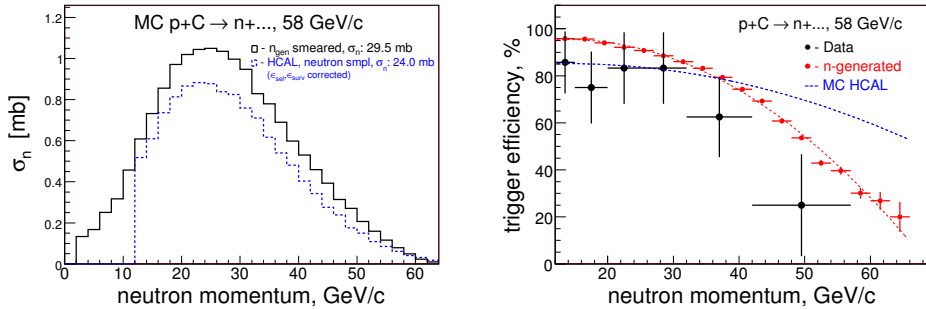 MC p+C → n+..., 58 GeV/c
- n_gen smeared, σ_n: 29.5 mb
- HCAL, neutron smpl, σ_n: 24.0 mb
(ε_sel, ε_surv corrected)
σ_n [mb]
0
0.2
0.4
0.6
0.8
1.0
1.2
0 10 20 30 40 50 60
neutron momentum, GeV/c
p+C → n+..., 58 GeV/c
- Data
- n-generated
MC HCAL
trigger efficiency, %
100
80
60
40
20
0
20 30 40 50 60
neutron momentum, GeV/c